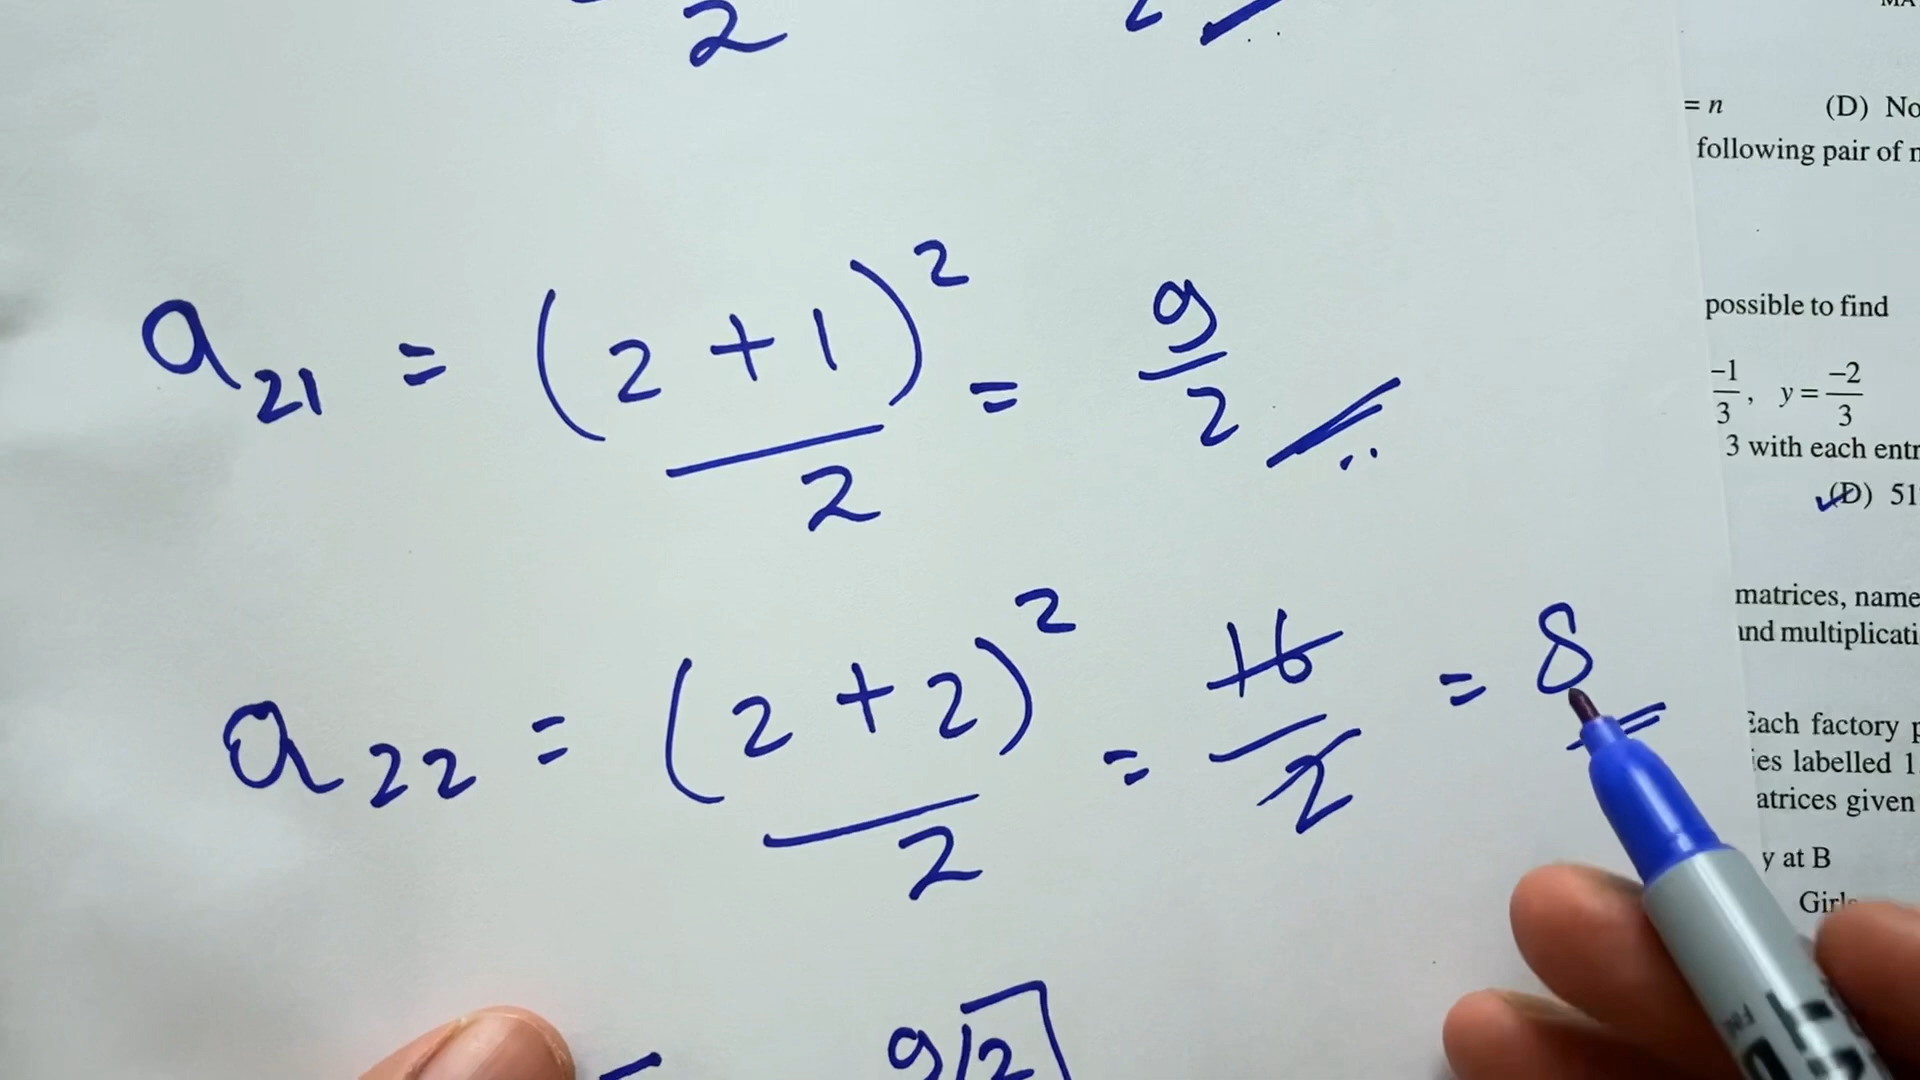 2
a₂₁ = (2 + 1)² / 2 = 9/2
a₂₂ = (2 + 2)² / 2 = 16/2 = 8
9/2
= n (D) No
following pair of
possible to find
-1/3, y = -2/3
3 with each entr
(D) 51
matrices, name
and multiplicati
Each factory p
ies labelled 1
atrices given
y at B
Girls